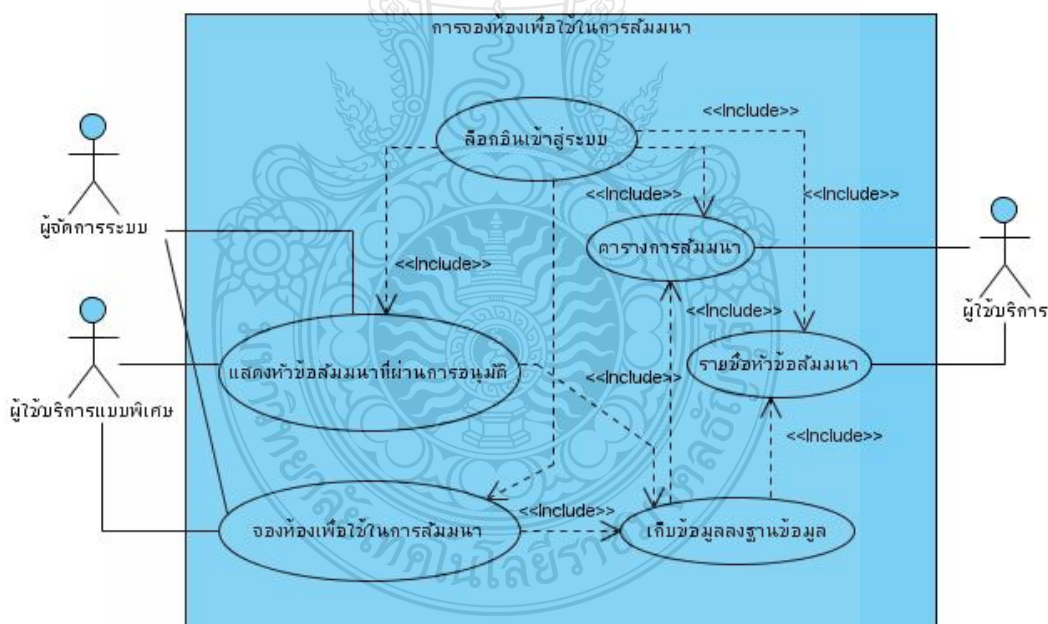 การจองห้องเพื่อใช้ในการสัมมนา
<<Include>>
ล็อกอินเข้าสู่ระบบ
<<Include>>
<<Include>>
ผู้จัดการระบบ
ตารางการสัมมนา
<<Include>>
<<Include>>
ผู้ใช้บริการ
แสดงหัวข้อสัมมนาที่ผ่านการอนุมัติ
<<Include>>
รายชื่อหัวข้อสัมมนา
ผู้ใช้บริการแบบพิเศษ
<<Include>>
<<Include>>
จองห้องเพื่อใช้ในการสัมมนา
เก็บข้อมูลลงฐานข้อมูล